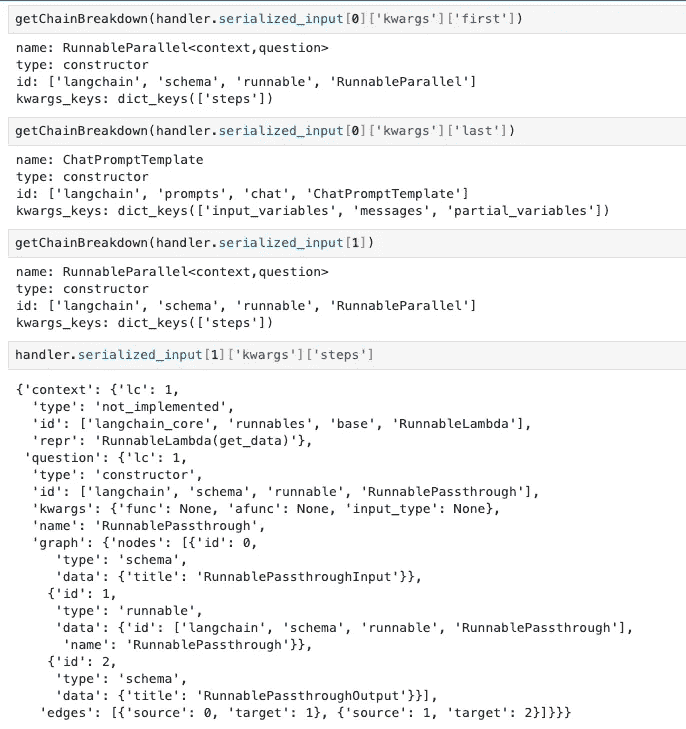 getChainBreakdown(handler.serialized_input[0]['kwargs']['first'])
name: RunnableParallel<context,question>
type: constructor
id: ['langchain', 'schema', 'runnable', 'RunnableParallel']
kwargs_keys: dict_keys(['steps'])
getChainBreakdown(handler.serialized_input[0]['kwargs']['last'])
name: ChatPromptTemplate
type: constructor
id: ['langchain', 'prompts', 'chat', 'ChatPromptTemplate']
kwargs_keys: dict_keys(['input_variables', 'messages', 'partial_variables'])
getChainBreakdown(handler.serialized_input[1])
name: RunnableParallel<context,question>
type: constructor
id: ['langchain', 'schema', 'runnable', 'RunnableParallel']
kwargs_keys: dict_keys(['steps'])
handler.serialized_input[1]['kwargs']['steps']
{'context': {'lc': 1,
  'type': 'not_implemented',
  'id': ['langchain_core', 'runnables', 'base', 'RunnableLambda'],
  'repr': 'RunnableLambda(get_data)'},
 'question': {'lc': 1,
  'type': 'constructor',
  'id': ['langchain', 'schema', 'runnable', 'RunnablePassthrough'],
  'kwargs': {'func': None, 'afunc': None, 'input_type': None},
  'name': 'RunnablePassthrough',
  'graph': {'nodes': [{'id': 0,
     'type': 'schema',
     'data': {'title': 'RunnablePassthroughInput'}},
    {'id': 1,
     'type': 'runnable',
     'data': {'id': ['langchain', 'schema', 'runnable', 'RunnablePassthrough'],
      'name': 'RunnablePassthrough'}},
    {'id': 2,
     'type': 'schema',
     'data': {'title': 'RunnablePassthroughOutput'}}],
   'edges': [{'source': 0, 'target': 1}, {'source': 1, 'target': 2}]}}}